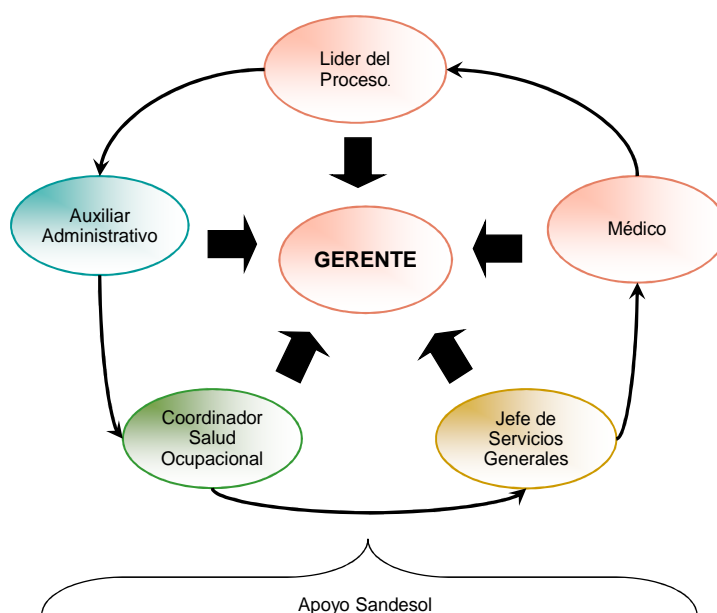 Lider del
Proceso.
Auxiliar
Administrativo
Médico
GERENTE
Coordinador
Salud
Ocupacional
Jefe de
Servicios
Generales
Apoyo Sandesol